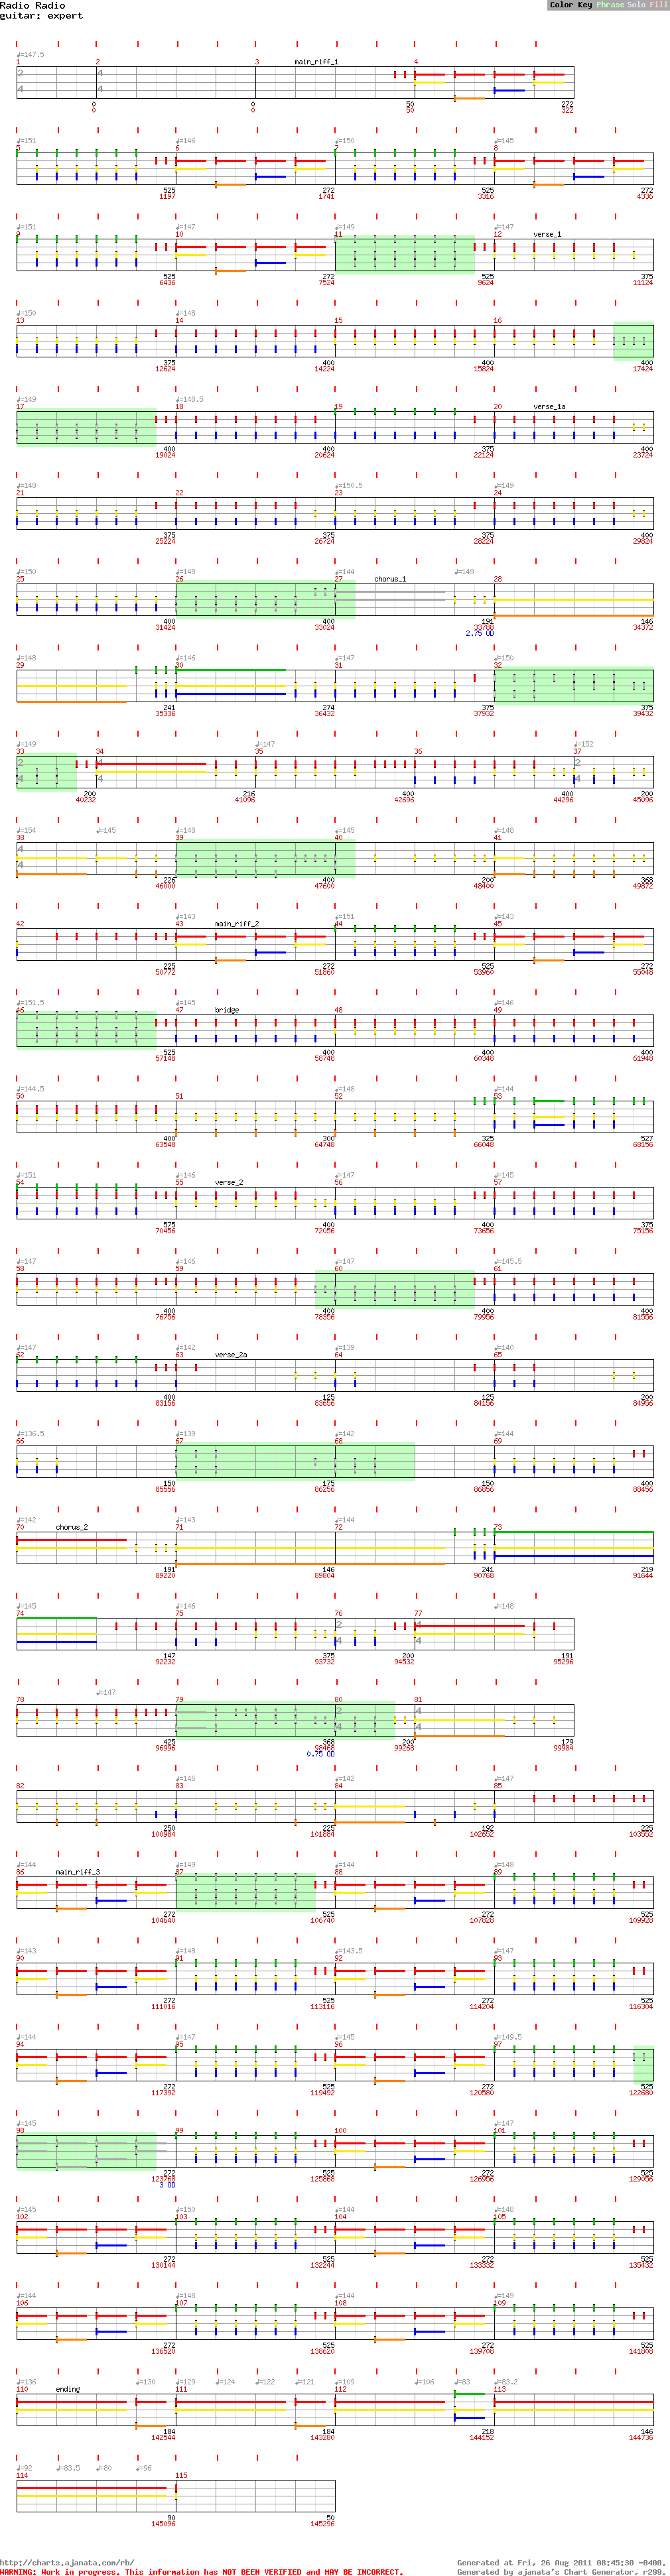 Radio Radio
guitar: expert
Color Key Phrase Solo Fill
♩=147.5
1 2 3 main_riff_1 4
0 0 50 272
0 0 50 322
♩=151 ♩=146 ♩=150 ♩=145
5 6 7 8
525 272 525 272
1197 1741 3316 4336
♩=151 ♩=147 ♩=149 ♩=147
9 10 11 12 verse_1
525 272 525 375
6436 7524 9624 11124
♩=150 ♩=148
13 14 15 16
375 400 400 400
12624 14224 15824 17424
♩=149 ♩=148.5
17 18 19 20 verse_1a
400 400 375 400
19024 20624 22124 23724
♩=148 ♩=150.5 ♩=149
21 22 23 24
375 375 375 400
25224 26724 28224 29824
♩=150 ♩=148 ♩=144 ♩=149
25 26 27 chorus_1 28
400 400 191 146
31424 33024 33788 34372
2.75 OD
♩=148 ♩=146 ♩=147 ♩=150
29 30 31 32
241 274 375 375
35336 36432 37932 39432
♩=149 ♩=147 ♩=152
33 34 35 36 37
200 216 400 400 200
40232 41096 42696 44296 45096
♩=154 ♩=145 ♩=148 ♩=145 ♩=148
38 39 40 41
226 400 200 368
46000 47600 48400 49872
♩=143 ♩=151 ♩=143
42 43 main_riff_2 44 45
225 272 525 272
50772 51860 53960 55048
♩=151.5 ♩=145 ♩=146
46 47 bridge 48 49
525 400 400 400
57148 58748 60348 61948
♩=144.5 ♩=148 ♩=144
50 51 52 53
400 300 325 527
63548 64748 66048 68156
♩=151 ♩=146 ♩=147 ♩=145
54 55 verse_2 56 57
575 400 400 375
70456 72056 73656 75156
♩=147 ♩=146 ♩=147 ♩=145.5
58 59 60 61
400 400 400 400
76756 78356 79956 81556
♩=147 ♩=142 ♩=139 ♩=140
62 63 verse_2a 64 65
400 125 125 200
83156 83656 84156 84956
♩=136.5 ♩=139 ♩=142 ♩=144
66 67 68 69
150 175 150 400
85556 86256 86856 88456
♩=142 ♩=143 ♩=144
70 chorus_2 71 72 73
191 146 241 219
89220 89804 90768 91644
♩=145 ♩=146 ♩=148
74 75 76 77
147 375 200 191
92232 93732 94532 95296
♩=147
78 79 80 81
425 368 200 179
96996 98468 99268 99984
0.75 OD
♩=146 ♩=142 ♩=147
82 83 84 85
250 225 192 225
100984 101884 102652 103552
♩=144 ♩=149 ♩=144 ♩=148
86 main_riff_3 87 88 89
272 525 272 525
104640 106740 107828 109928
♩=143 ♩=148 ♩=143.5 ♩=147
90 91 92 93
272 525 272 525
111016 113116 114204 116304
♩=144 ♩=147 ♩=145 ♩=149.5
94 95 96 97
272 525 272 525
117392 119492 120580 122680
♩=145 ♩=147
98 99 100 101
272 525 272 525
123768 125868 126956 129056
3 OD
♩=145 ♩=150 ♩=144 ♩=148
102 103 104 105
272 525 272 525
130144 132244 133332 135432
♩=144 ♩=148 ♩=144 ♩=149
106 107 108 109
272 525 272 525
136520 138620 139708 141808
♩=136 ♩=130 ♩=129 ♩=124 ♩=122 ♩=121 ♩=109 ♩=106 ♩=83 ♩=83.2
110 ending 111 112 113
184 184 218 146
142544 143280 144152 144736
♩=92 ♩=83.5 ♩=80 ♩=96
114 115
90 50
145096 145296
http://charts.ajanata.com/rb/ Generated at Fri, 26 Aug 2011 08:45:30 -0400.
WARNING: Work in progress. This information has NOT BEEN VERIFIED and MAY BE INCORRECT. Generated by ajanata's Chart Generator, r299.